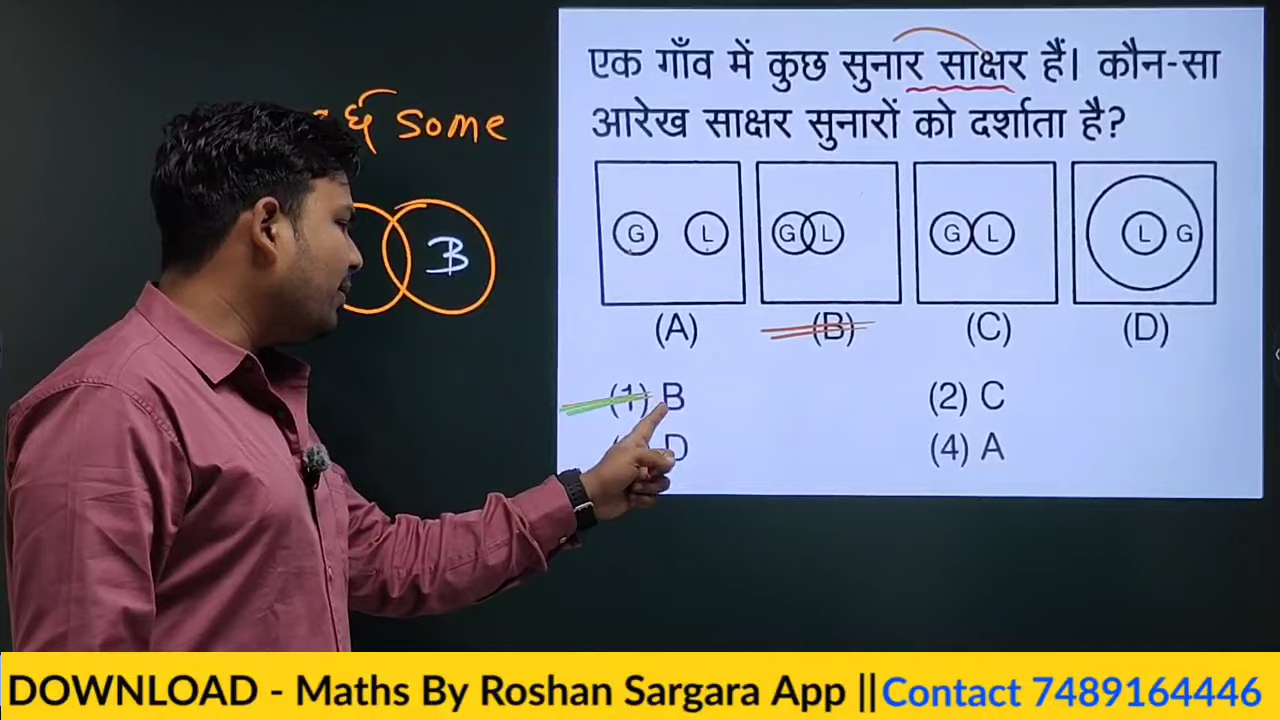 एक गाँव में कुछ सुनार साक्षर हैं। कौन-सा
आरेख साक्षर सुनारों को दर्शाता है?
some
B
G L
G L
G L
L G
(A) (B) (C) (D)
(1) B (2) C
D (4) A
DOWNLOAD - Maths By Roshan Sargara App || Contact 7489164446